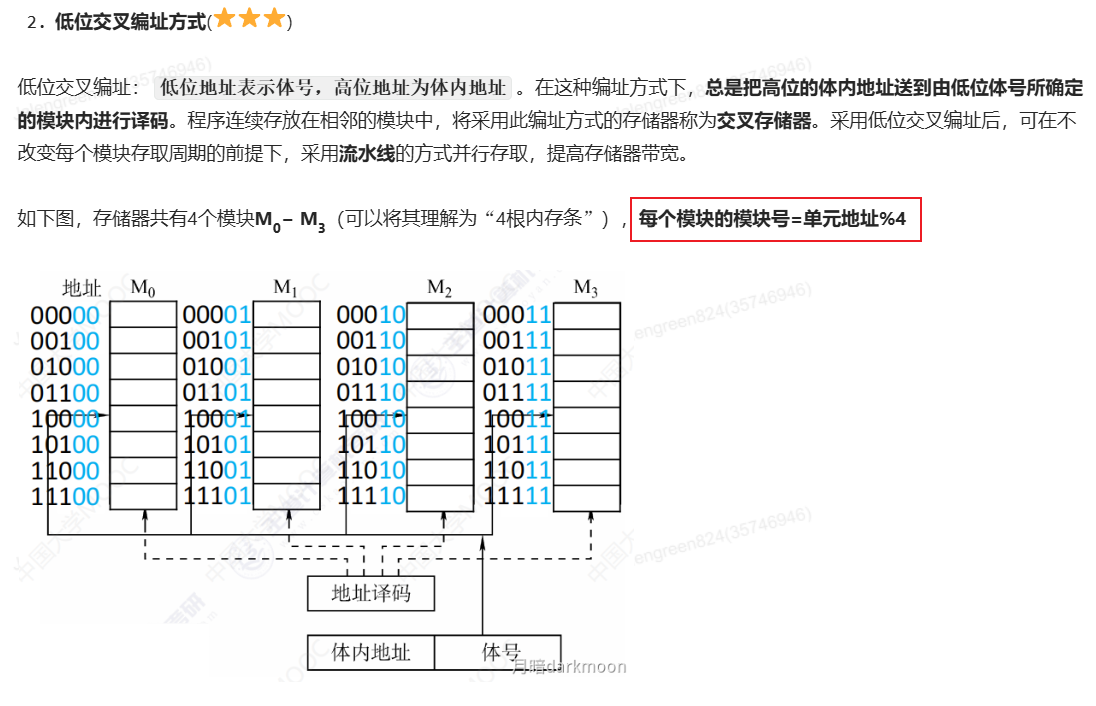 2. 低位交叉编址方式(⭐⭐⭐)
低位交叉编址： 低位地址表示体号，高位地址为体内地址 。在这种编址方式下，总是把高位的体内地址送到由低位体号所确定
的模块内进行译码。程序连续存放在相邻的模块中，将采用此编址方式的存储器称为交叉存储器。采用低位交叉编址后，可在不
改变每个模块存取周期的前提下，采用流水线的方式并行存取，提高存储器带宽。
如下图，存储器共有4个模块M0– M3（可以将其理解为“4根内存条”），每个模块的模块号=单元地址%4
地址 M0 M1 M2 M3
00000 00001 00010 00011
00100 00101 00110 00111
01000 01001 01010 01011
01100 01101 01110 01111
10000 10001 10010 10011
10100 10101 10110 10111
11000 11001 11010 11011
11100 11101 11110 11111
地址译码
体内地址 体号
月暗darkmoon
engreen824(35746946)
engreen824(35746946)